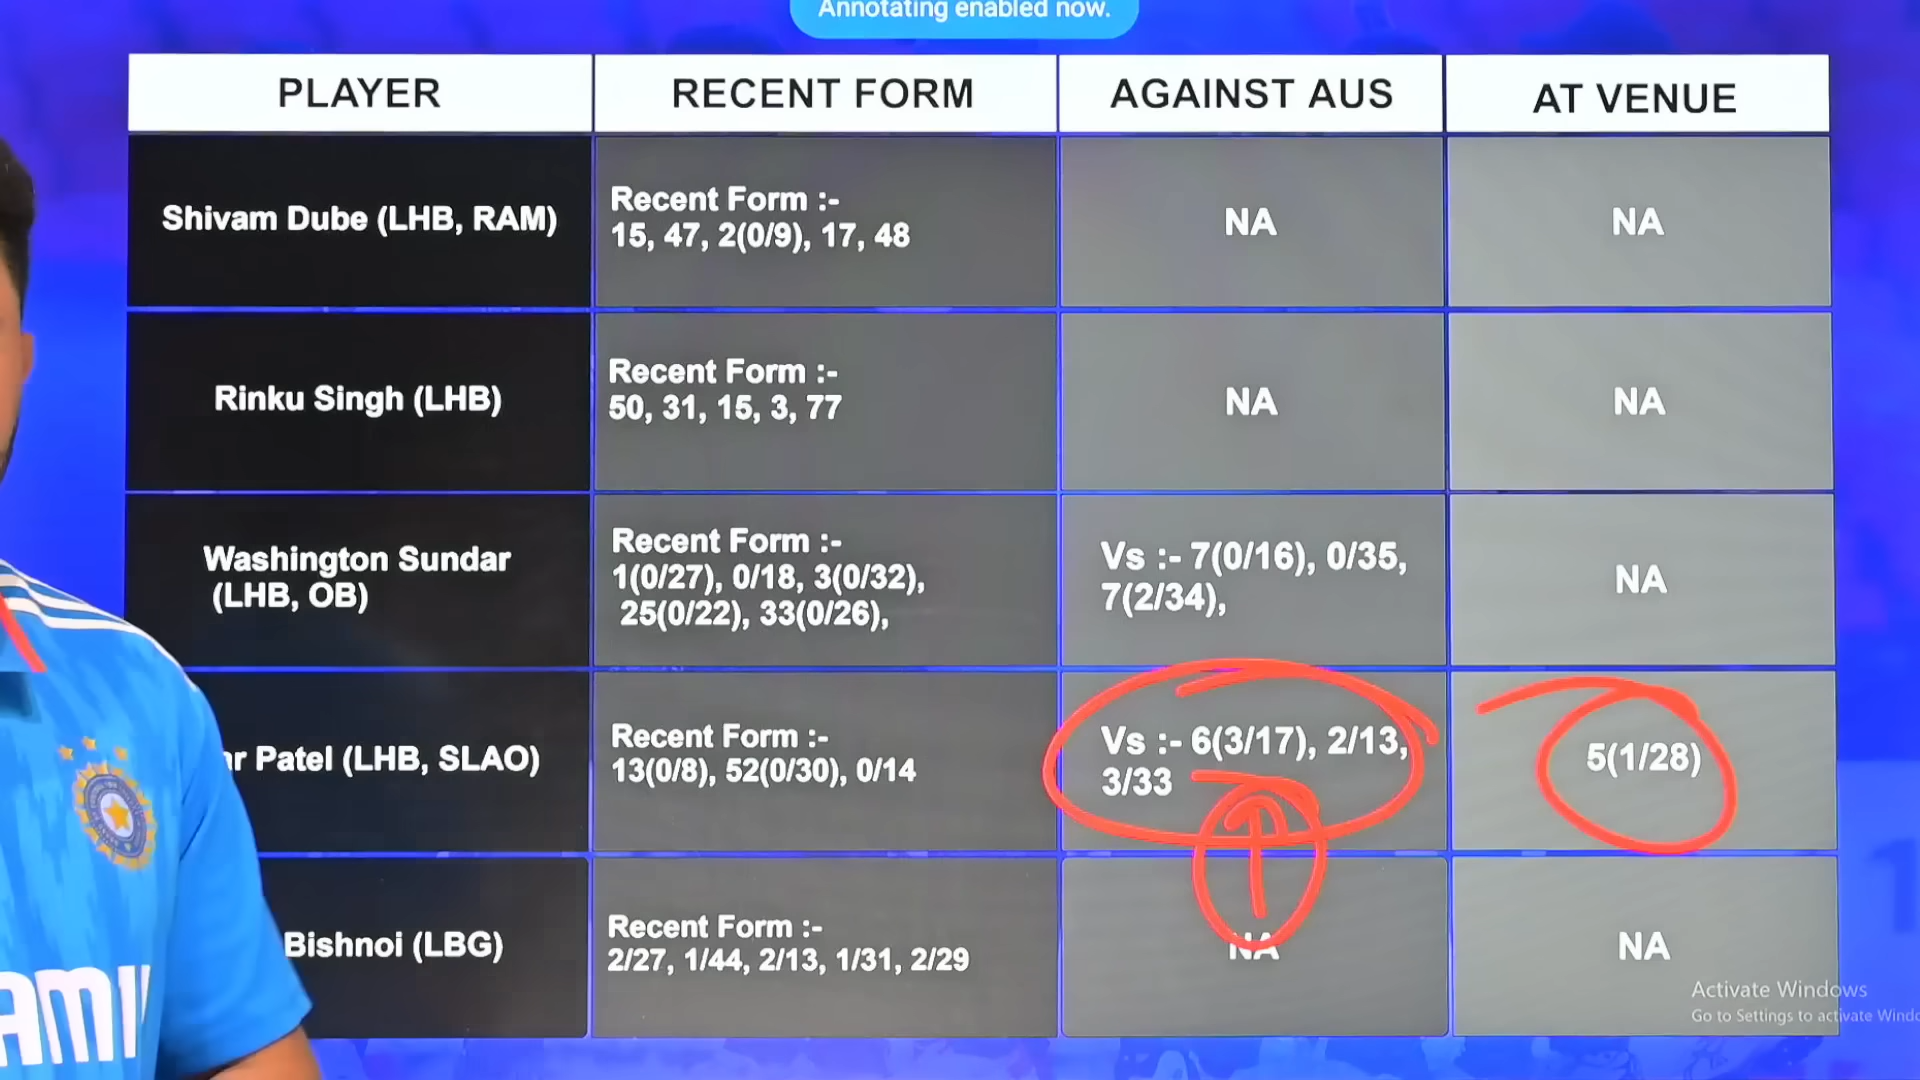 Annotating enabled now.
PLAYER
RECENT FORM
AGAINST AUS
AT VENUE
Shivam Dube (LHB, RAM)
Recent Form :-
15, 47, 2(0/9), 17, 48
NA
NA
Rinku Singh (LHB)
Recent Form :-
50, 31, 15, 3, 77
NA
NA
Washington Sundar
(LHB, OB)
Recent Form :-
1(0/27), 0/18, 3(0/32),
25(0/22), 33(0/26),
Vs :- 7(0/16), 0/35,
7(2/34),
NA
Patel (LHB, SLAO)
Recent Form :-
13(0/8), 52(0/30), 0/14
Vs :- 6(3/17), 2/13,
3/33
5(1/28)
Bishnoi (LBG)
Recent Form :-
2/27, 1/44, 2/13, 1/31, 2/29
NA
NA
Activate Windows
Go to Settings to activate